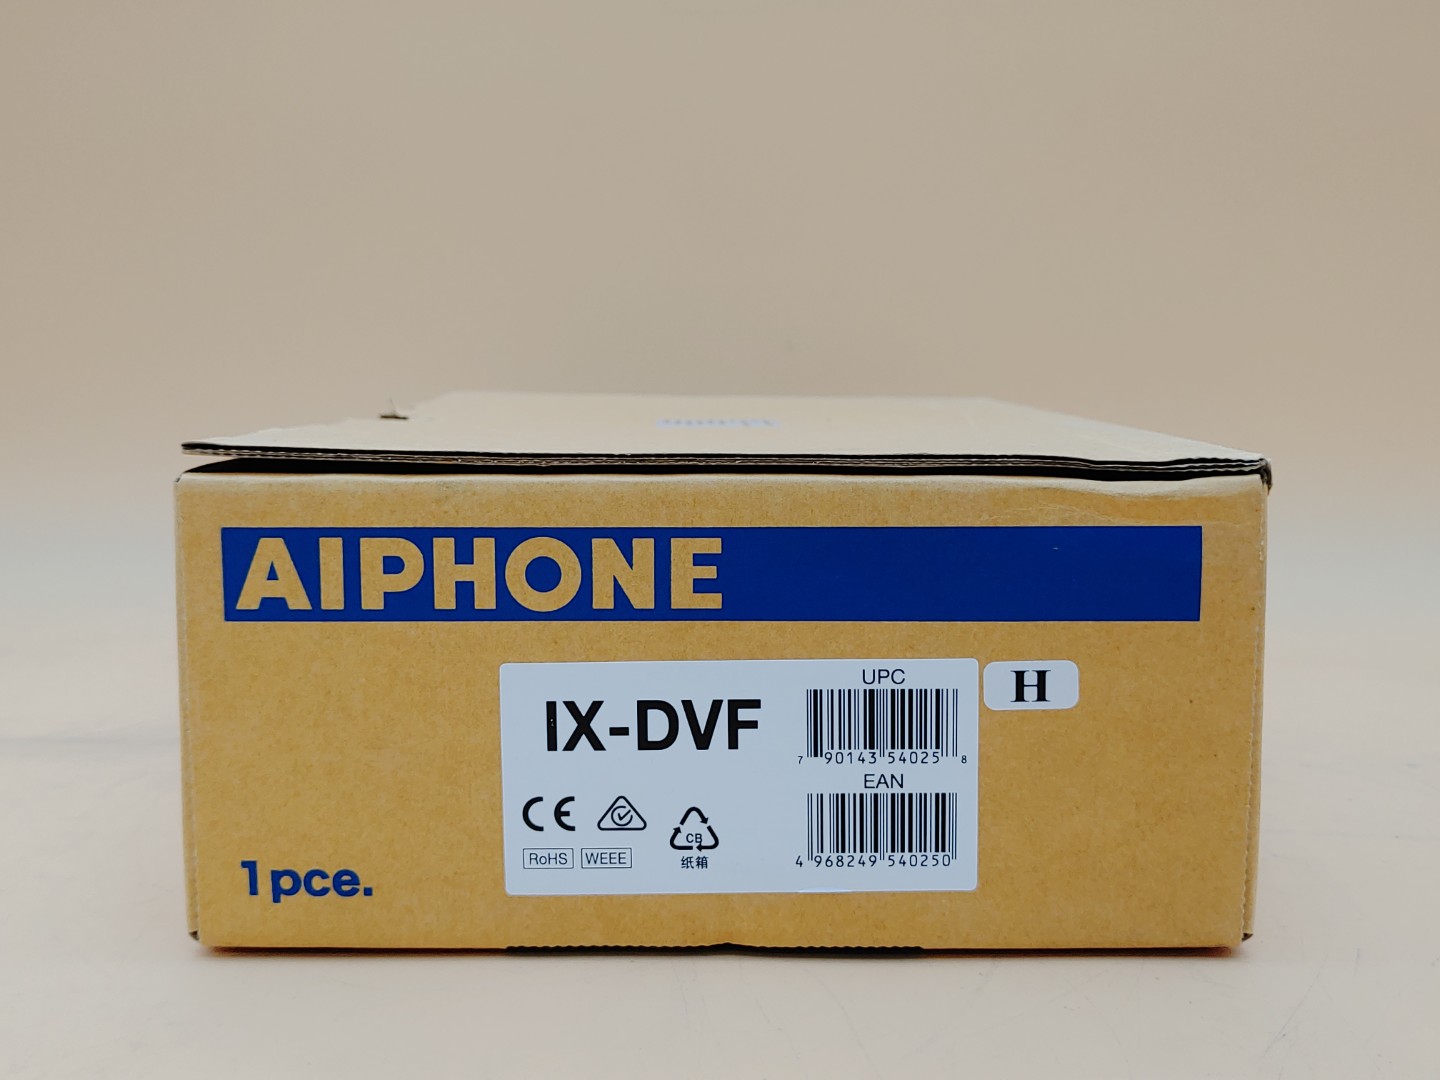 AIPHONE
IX-DVF
UPC
7 90143 54025 8
H
EAN
4 968249 540250
CE
RoHS WEEE
CB
纸箱
1pce.